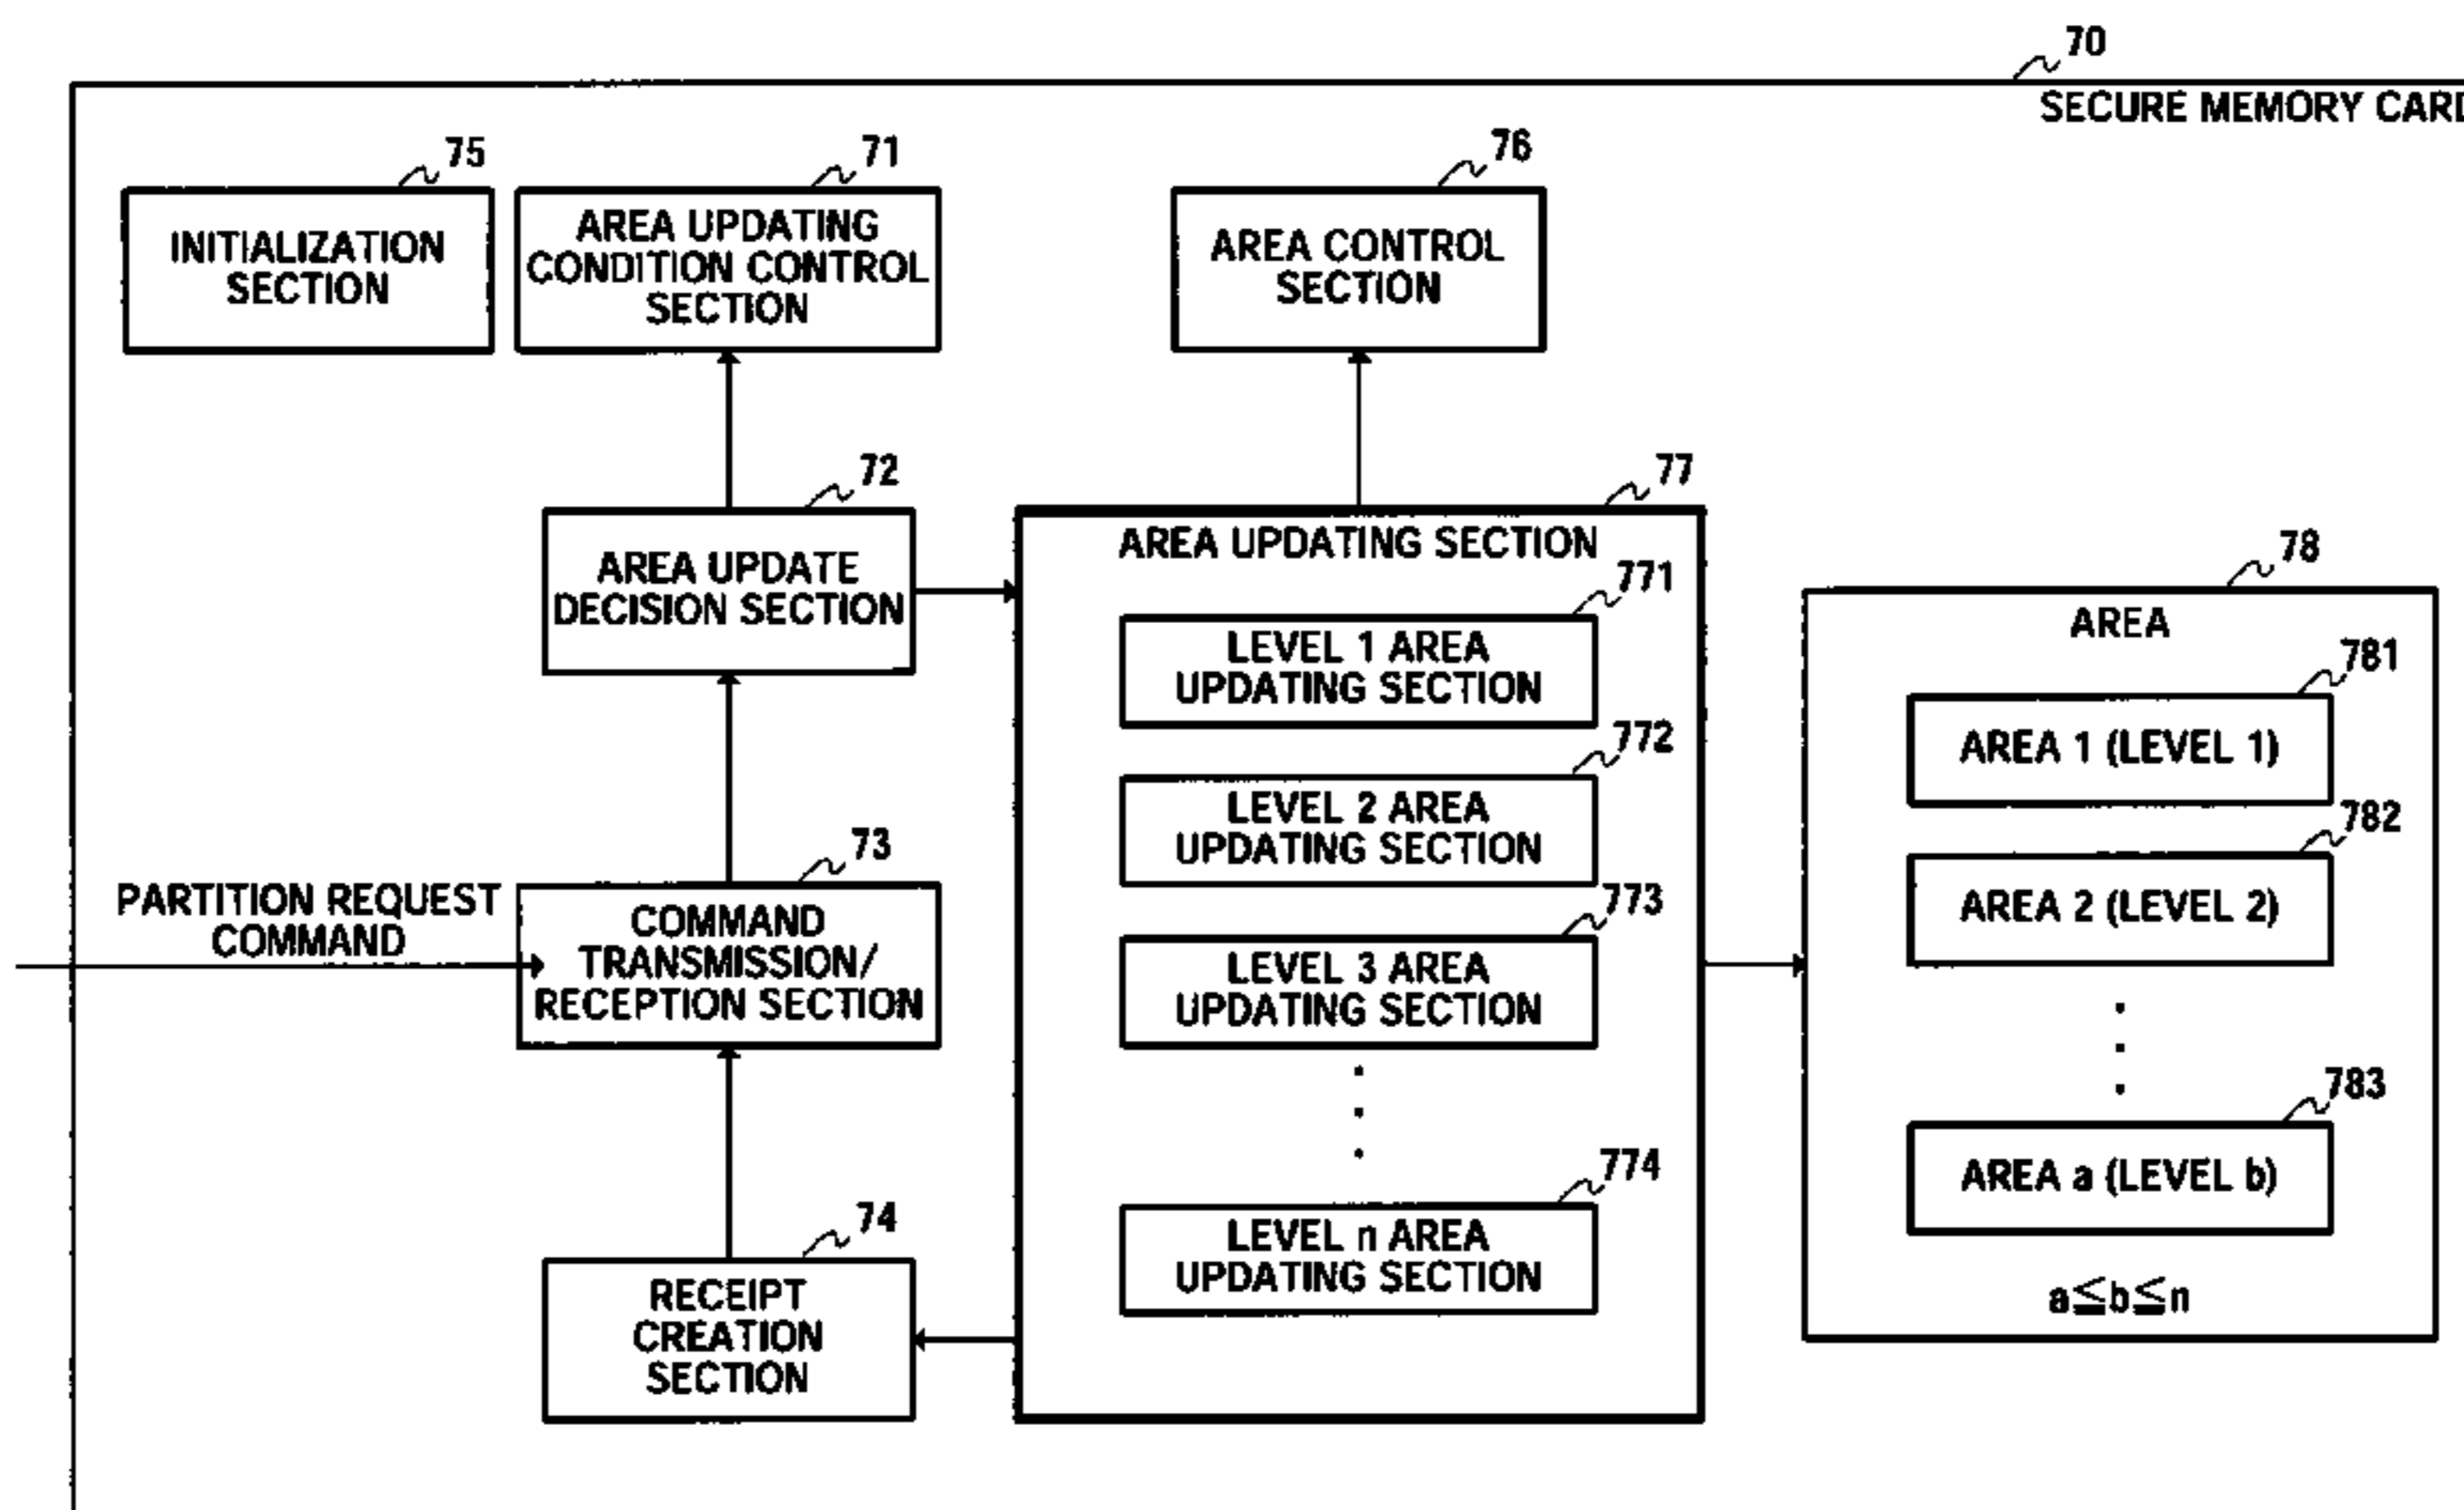 70
SECURE MEMORY CARD
75
INITIALIZATION
SECTION
71
AREA UPDATING
CONDITION CONTROL
SECTION
76
AREA CONTROL
SECTION
72
AREA UPDATE
DECISION SECTION
77
AREA UPDATING SECTION
771
LEVEL 1 AREA
UPDATING SECTION
772
LEVEL 2 AREA
UPDATING SECTION
773
LEVEL 3 AREA
UPDATING SECTION
774
LEVEL n AREA
UPDATING SECTION
78
AREA
781
AREA 1 (LEVEL 1)
782
AREA 2 (LEVEL 2)
783
AREA a (LEVEL b)
a≦b≦n
PARTITION REQUEST
COMMAND
73
COMMAND
TRANSMISSION/
RECEPTION SECTION
74
RECEIPT
CREATION
SECTION